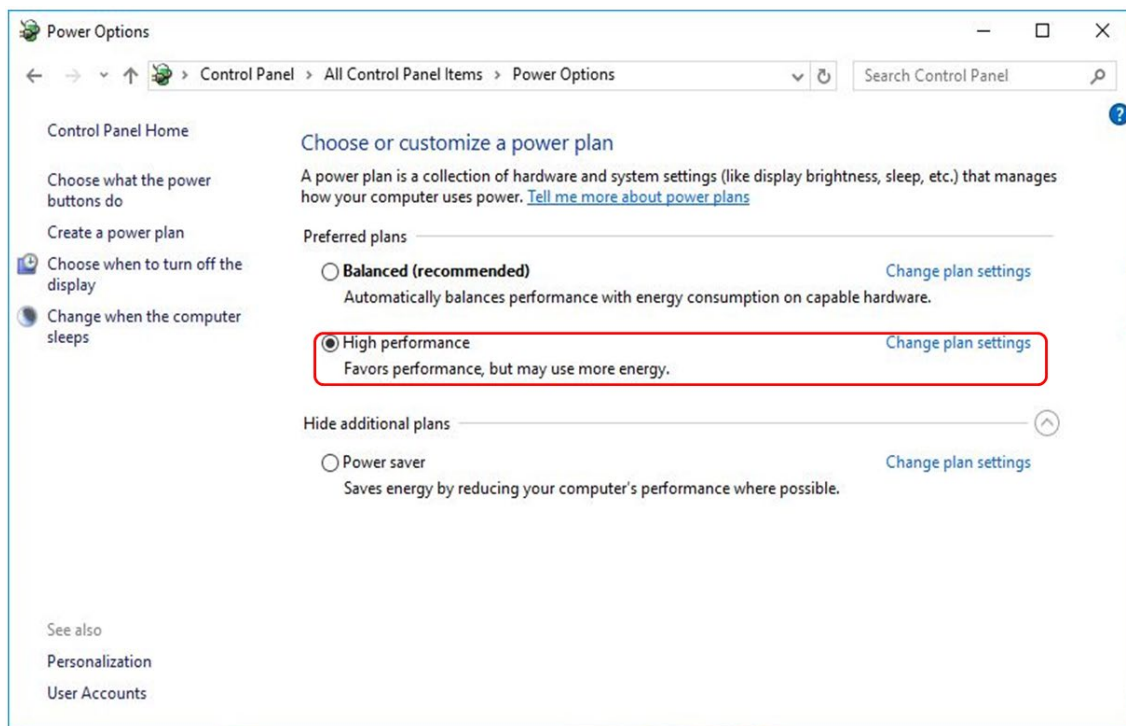 Power Options
Control Panel > All Control Panel Items > Power Options
Search Control Panel
?
Control Panel Home
Choose what the power
buttons do
Create a power plan
Choose when to turn off the
display
Change when the computer
sleeps
Choose or customize a power plan
A power plan is a collection of hardware and system settings (like display brightness, sleep, etc.) that manages
how your computer uses power. Tell me more about power plans
Preferred plans
Balanced (recommended) Change plan settings
Automatically balances performance with energy consumption on capable hardware.
High performance Change plan settings
Favors performance, but may use more energy.
Hide additional plans
Power saver Change plan settings
Saves energy by reducing your computer's performance where possible.
See also
Personalization
User Accounts